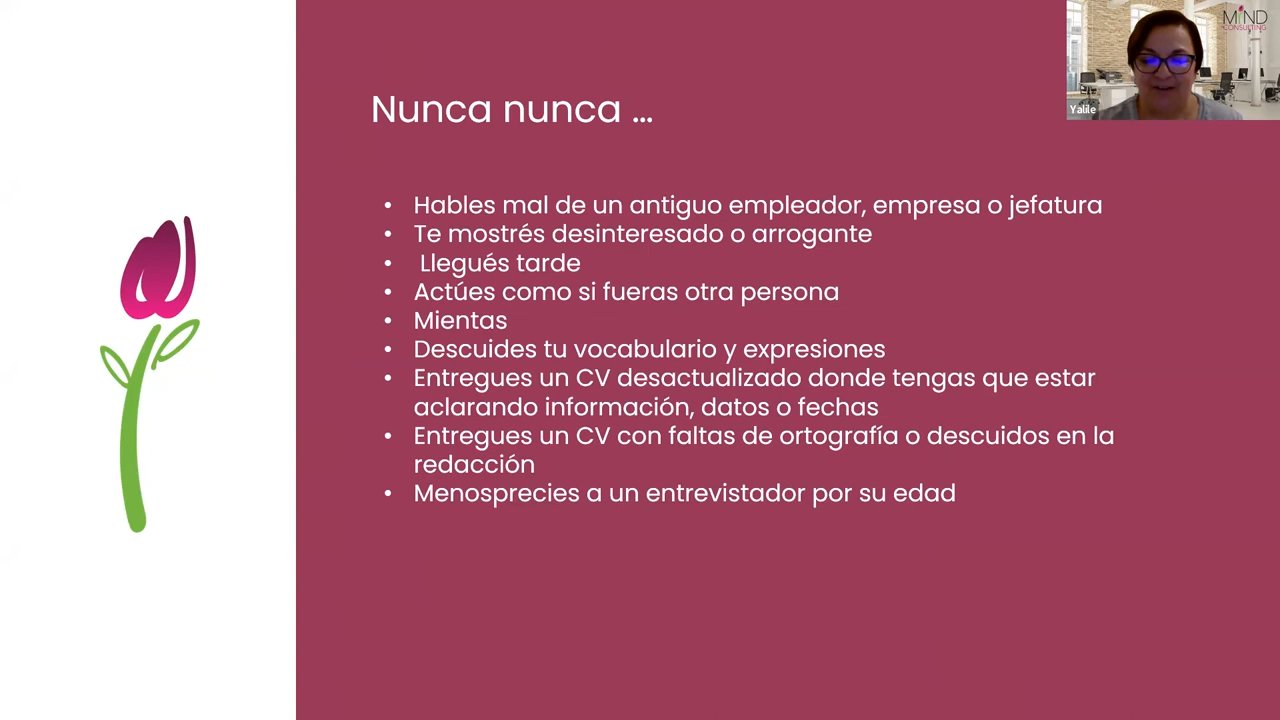 Nunca nunca ...
• Hables mal de un antiguo empleador, empresa o jefatura
• Te mostrés desinteresado o arrogante
• Llegués tarde
• Actúes como si fueras otra persona
• Mientas
• Descuides tu vocabulario y expresiones
• Entregues un CV desactualizado donde tengas que estar
aclarando información, datos o fechas
• Entregues un CV con faltas de ortografía o descuidos en la
redacción
• Menosprecies a un entrevistador por su edad
MiND
CONSULTING
Yalile